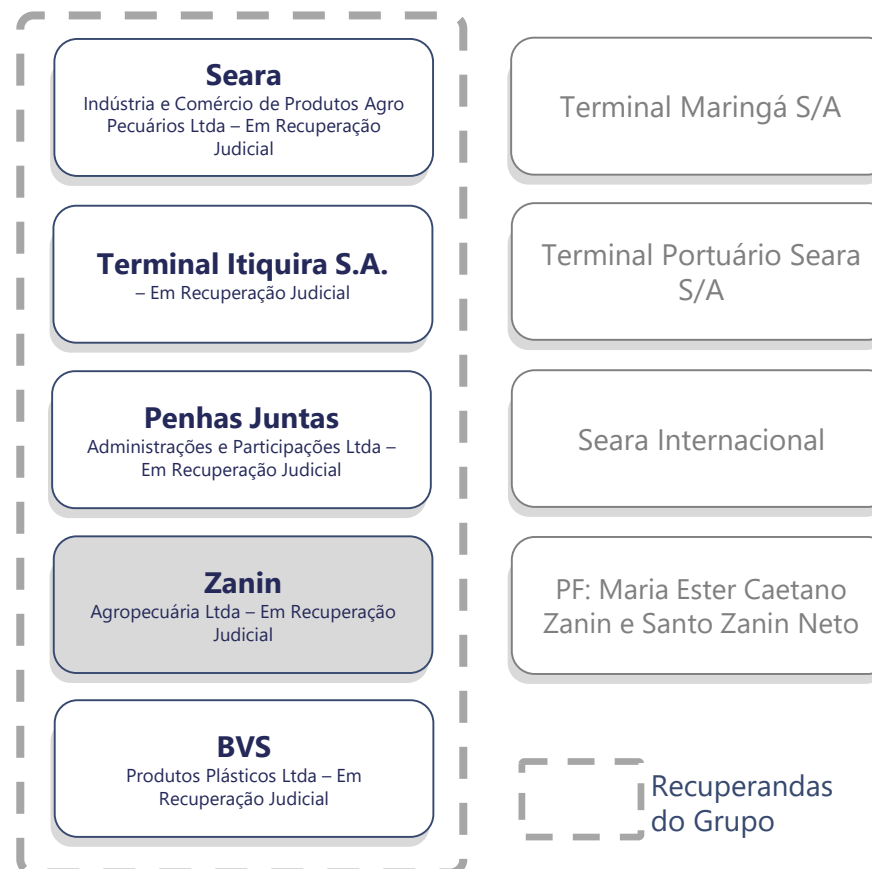 Seara
Indústria e Comércio de Produtos Agro
Pecuários Ltda – Em Recuperação
Judicial
Terminal Itiquira S.A.
– Em Recuperação Judicial
Penhas Juntas
Administrações e Participações Ltda –
Em Recuperação Judicial
Zanin
Agropecuária Ltda – Em Recuperação
Judicial
BVS
Produtos Plásticos Ltda – Em
Recuperação Judicial
Terminal Maringá S/A
Terminal Portuário Seara
S/A
Seara Internacional
PF: Maria Ester Caetano
Zanin e Santo Zanin Neto
Recuperandas
do Grupo